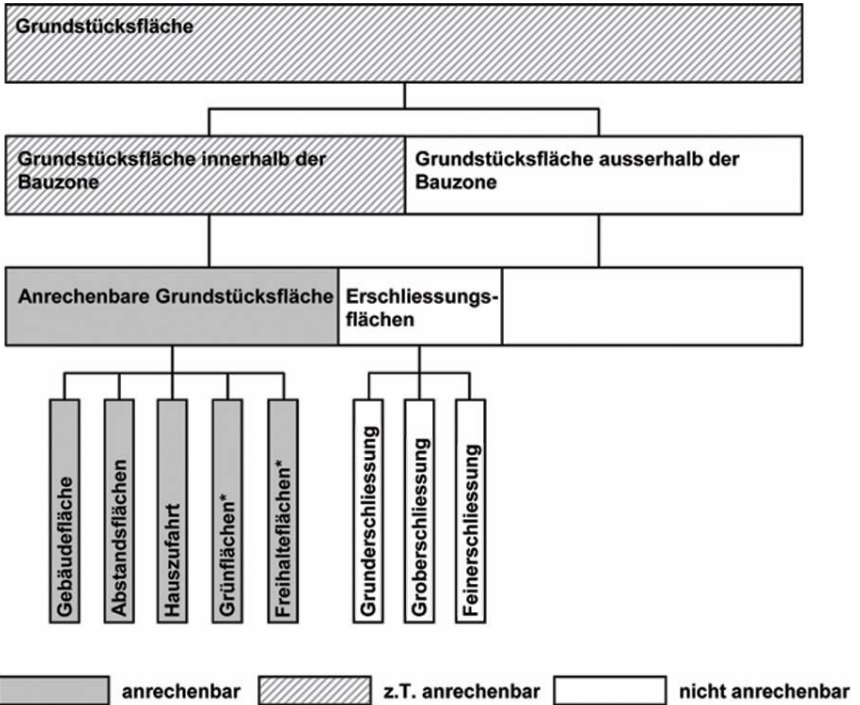 Grundstücksfläche
Grundstücksfläche innerhalb der
Bauzone
Grundstücksfläche ausserhalb der
Bauzone
Anrechenbare Grundstücksfläche
Erschliessungs-
flächen
Gebäudefläche
Abstandsflächen
Hauszufahrt
Grünflächen*
Freihalteflächen*
Grunderschliessung
Groberschliessung
Feinerschliessung
anrechenbar
z.T. anrechenbar
nicht anrechenbar